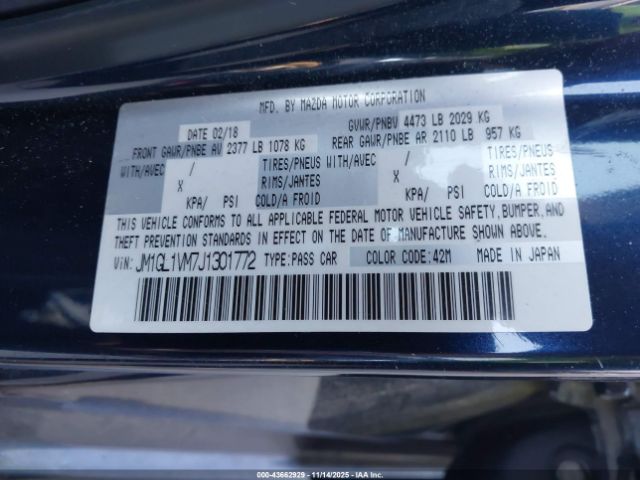 MFD. BY MAZDA MOTOR CORPORATION
DATE 02/18 GVWR/PNBV 4473 LB 2029 KG
FRONT GAWR/PNBE AV 2377 LB 1078 KG REAR GAWR/PNBE AR 2110 LB 957 KG
WITH/AVEC / TIRES/PNEUS WITH/AVEC / TIRES/PNEUS
X RIMS/JANTES X RIMS/JANTES
KPA/ PSI COLD/A FROID KPA/ PSI COLD/A FROID
THIS VEHICLE CONFORMS TO ALL APPLICABLE FEDERAL MOTOR VEHICLE SAFETY, BUMPER, AND
THEFT PREVENTION STANDARDS IN EFFECT ON THE DATE OF MANUFACTURE SHOWN ABOVE.
VIN: JM1GL1VM7J1301772 TYPE:PASS CAR COLOR CODE:42M MADE IN JAPAN
000-43662929 - 11/14/2025 - IAA Inc.